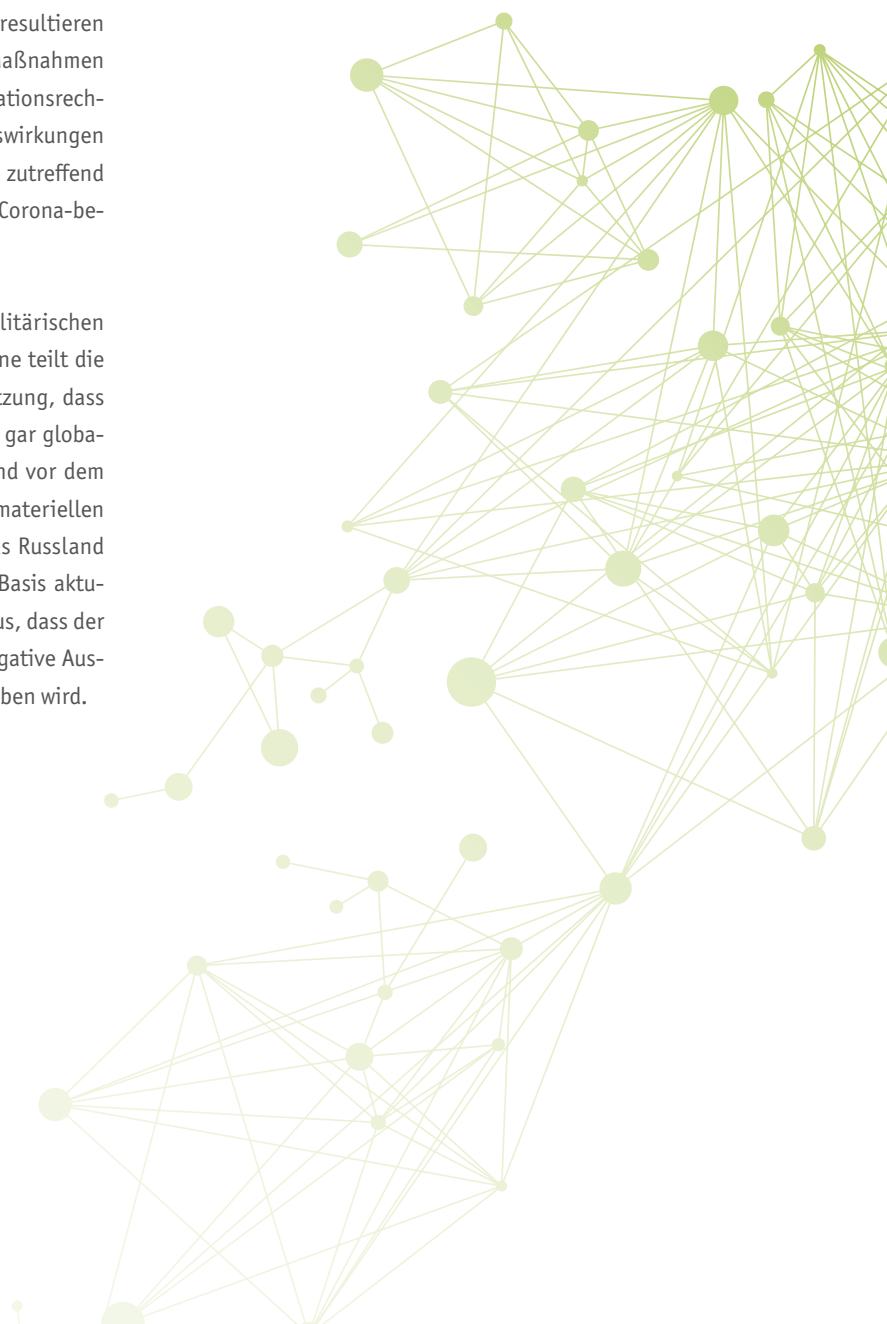 resultieren
aßnahmen
ationsrech-
swirkungen
zutreffend
Corona-be-
litärischen
ne teilt die
tzung, dass
gar globa-
nd vor dem
materiellen
s Russland
Basis aktu-
us, dass der
gative Aus-
ben wird.